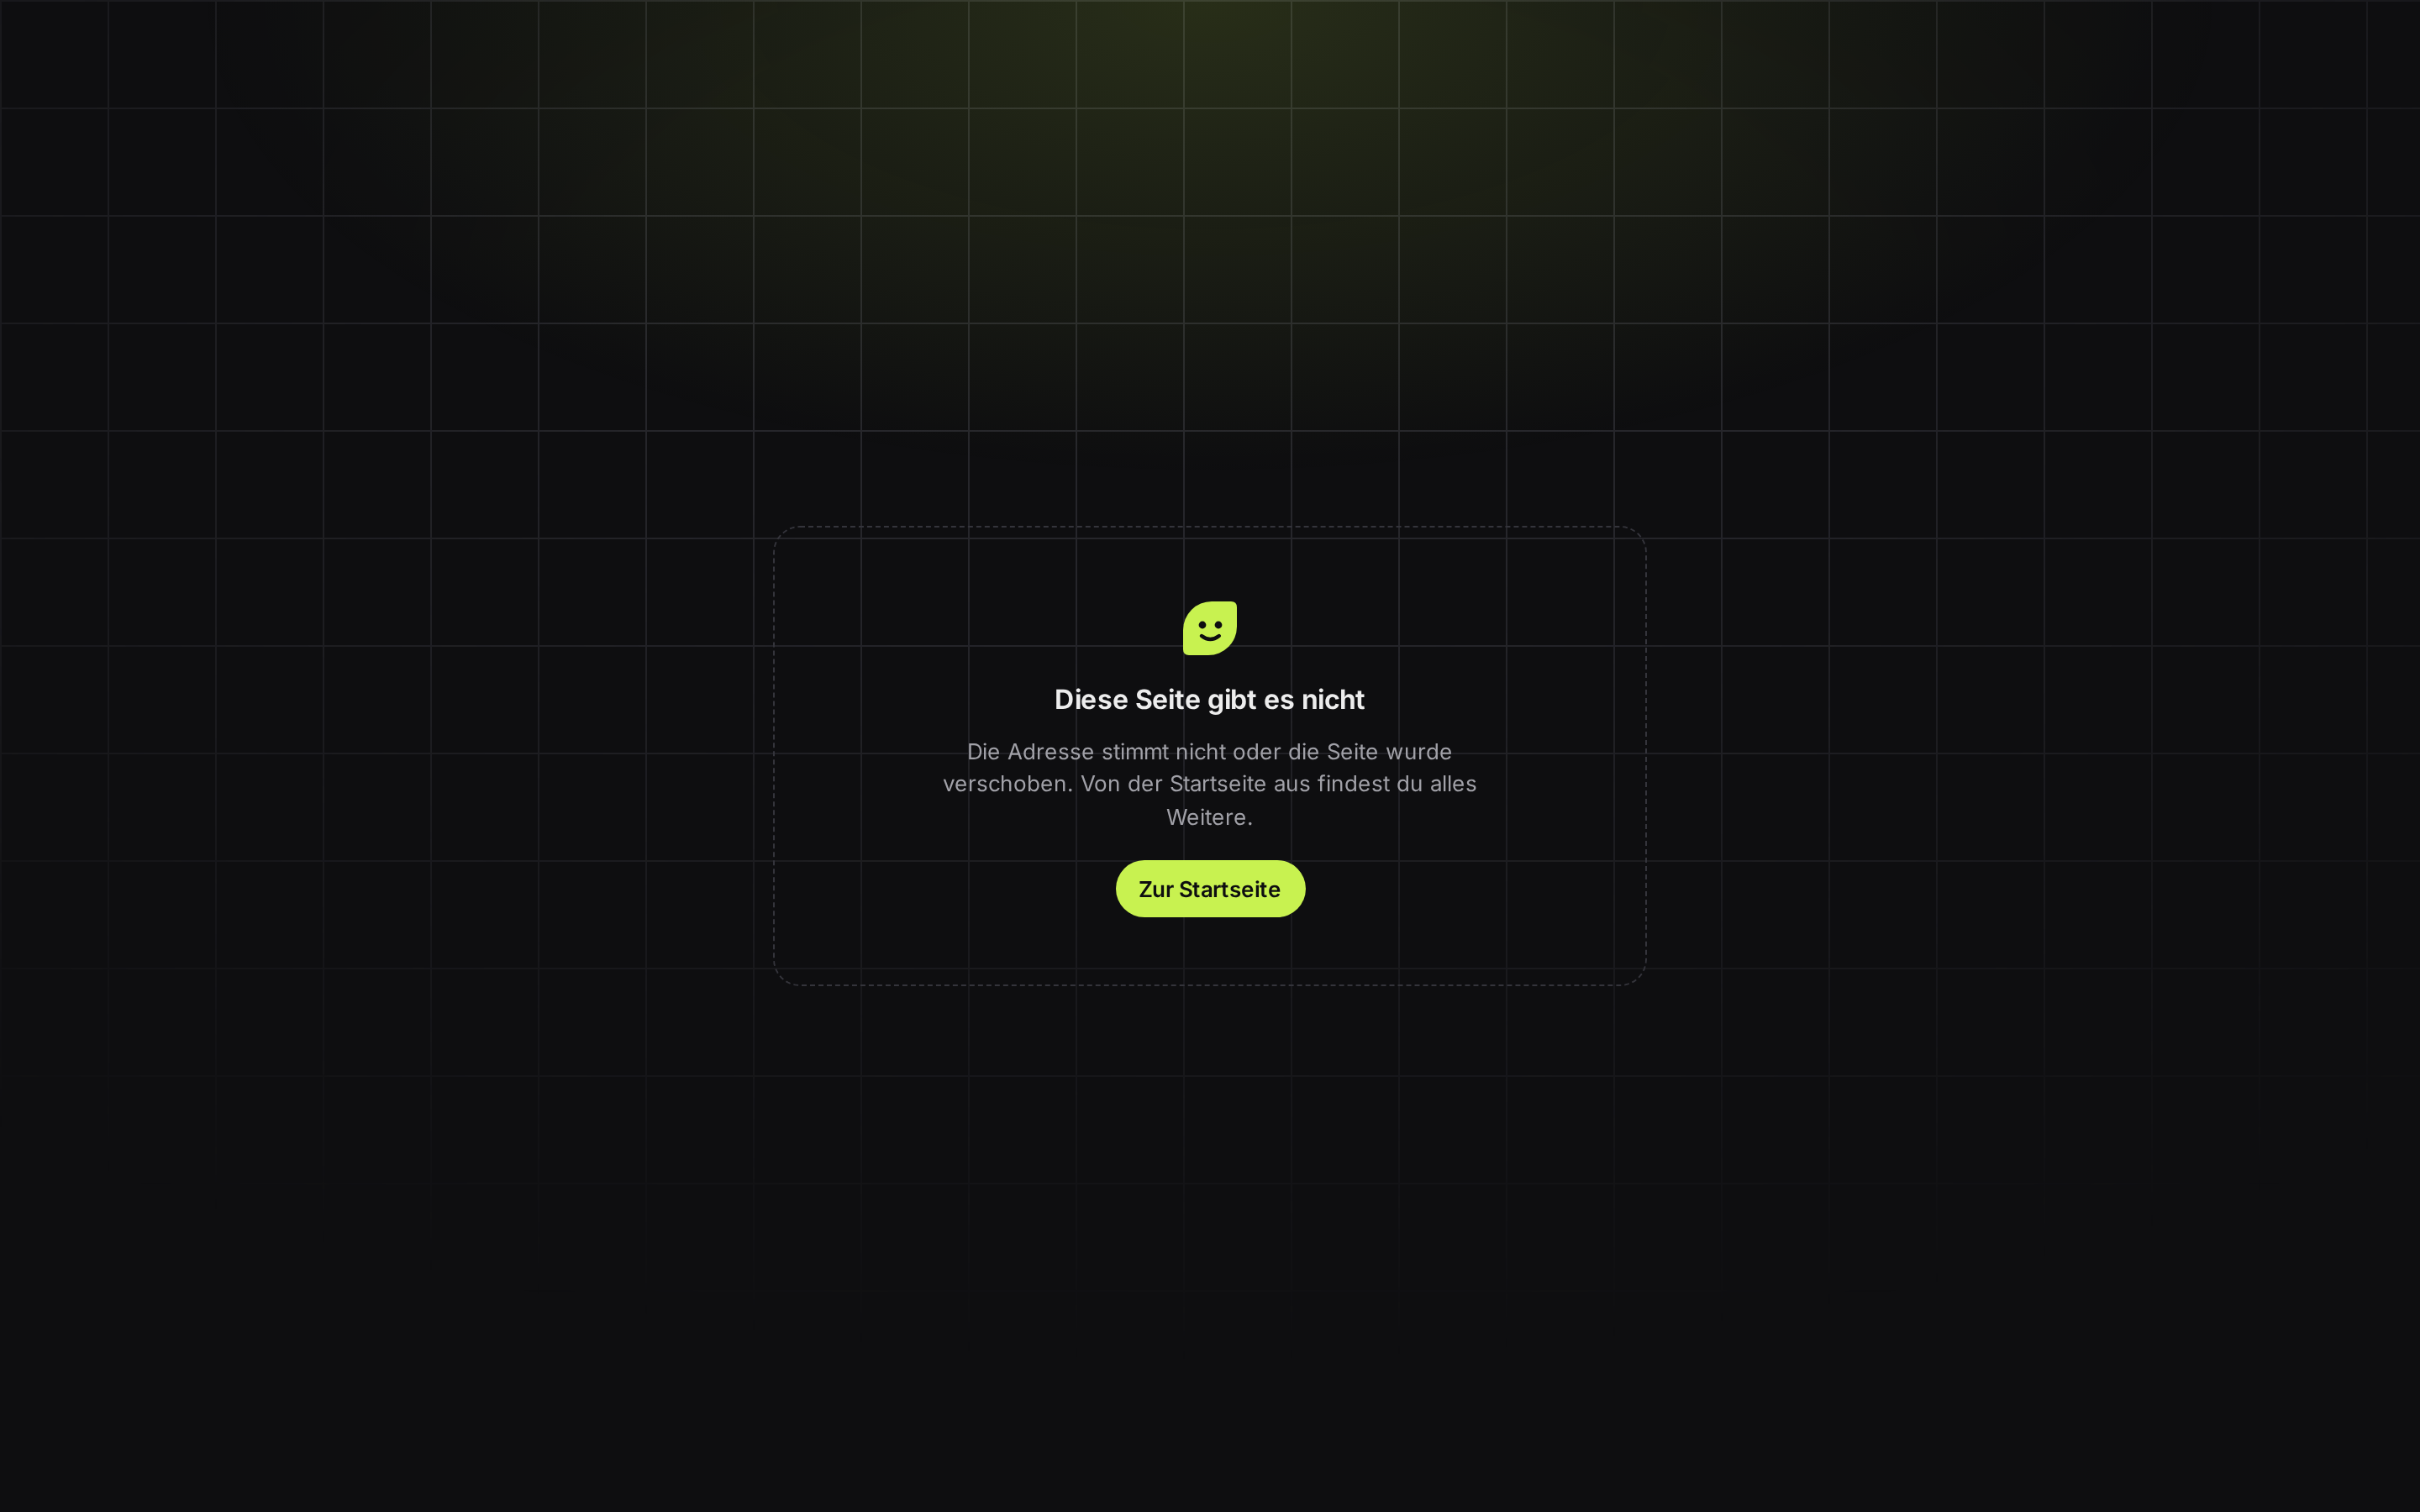 Diese Seite gibt es nicht
Die Adresse stimmt nicht oder die Seite wurde
verschoben. Von der Startseite aus findest du alles
Weitere.
Zur Startseite